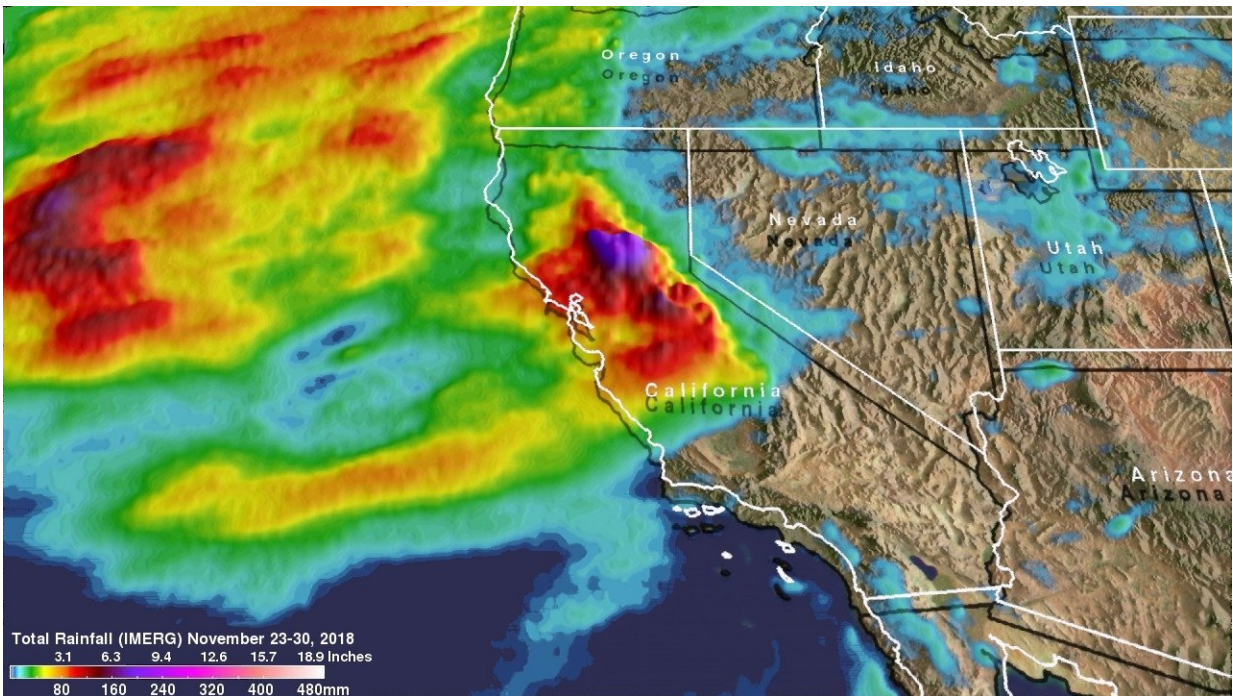 Oregon
Oregon
Idaho
Idaho
Nevada
Nevada
Utah
Utah
California
California
Arizona
Arizona
Total Rainfall (IMERG) November 23-30, 2018
3.1 6.3 9.4 12.6 15.7 18.9 Inches
80 160 240 320 400 480mm